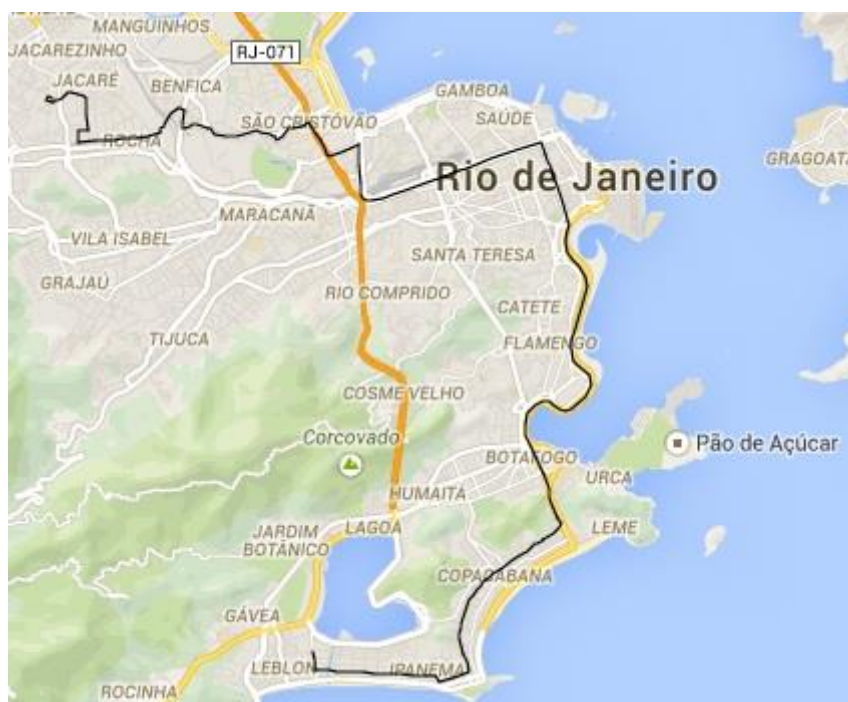 MANGUINHOS
JACAREZINHO
RJ-071
JACARÉ
BENFICA
GAMBOA
SÃO CRISTÓVÃO
SAÚDE
ROCHA
GRAGOATÁ
Rio de Janeiro
MARACANÃ
VILA ISABEL
SANTA TERESA
GRAJAÚ
RIO COMPRIDO
CATETE
TIJUCA
FLAMENGO
COSME VELHO
Corcovado
Pão de Açúcar
BOTAFOGO
URCA
HUMAITÁ
LAGOA
LEME
JARDIM
BOTÂNICO
COPACABANA
GÁVEA
LEBLON
IPANEMA
ROCINHA